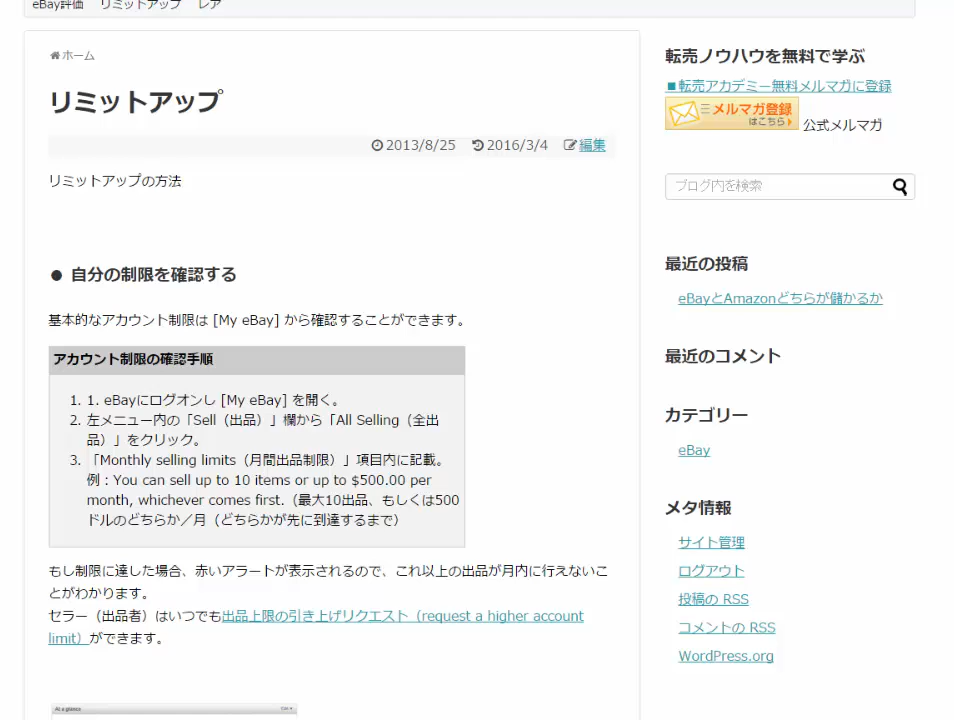 eBay評価 リミットアップ レア
ホーム
リミットアップ
2013/8/25 2016/3/4 編集
リミットアップの方法
● 自分の制限を確認する
基本的なアカウント制限は [My eBay] から確認することができます。
アカウント制限の確認手順
1. 1. eBayにログオンし [My eBay] を開く。
2. 左メニュー内の「Sell（出品）」欄から「All Selling（全出
品）」をクリック。
3. 「Monthly selling limits（月間出品制限）」項目内に記載。
例：You can sell up to 10 items or up to $500.00 per
month, whichever comes first.（最大10出品、もしくは500
ドルのどちらか／月（どちらかが先に到達するまで）
もし制限に達した場合、赤いアラートが表示されるので、これ以上の出品が月内に行えないこ
とがわかります。
セラー（出品者）はいつでも出品上限の引き上げリクエスト（request a higher account
limit）ができます。
At a glance
転売ノウハウを無料で学ぶ
■転売アカデミー無料メルマガに登録
メルマガ登録
はこちら
公式メルマガ
ブログ内を検索
最近の投稿
eBayとAmazonどちらが儲かるか
最近のコメント
カテゴリー
eBay
メタ情報
サイト管理
ログアウト
投稿の RSS
コメントの RSS
WordPress.org